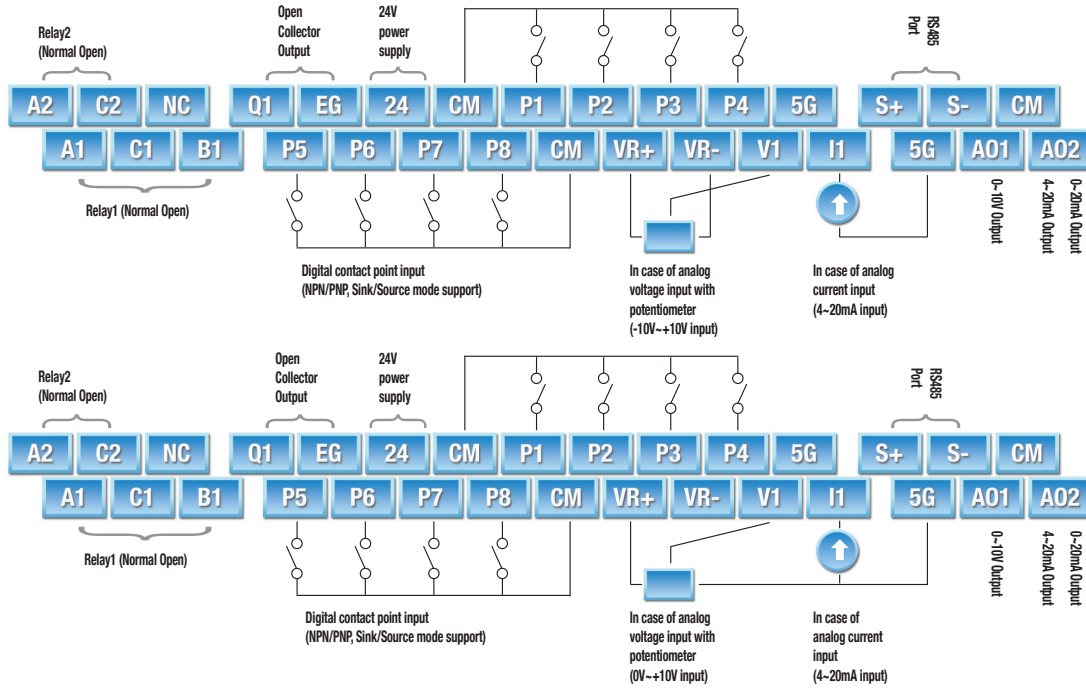 Relay2
(Normal Open)
Open
Collector
Output
24V
power
supply
RS485
Port
A2 C2 NC Q1 EG 24 CM P1 P2 P3 P4 5G S+ S- CM
A1 C1 B1 P5 P6 P7 P8 CM VR+ VR- V1 I1 5G AO1 AO2
Relay1 (Normal Open)
Digital contact point input
(NPN/PNP, Sink/Source mode support)
In case of analog
voltage input with
potentiometer
(-10V~+10V input)
In case of analog
current input
(4~20mA input)
0~10V Output
0~20mA Output
4~20mA Output
Relay2
(Normal Open)
Open
Collector
Output
24V
power
supply
RS485
Port
A2 C2 NC Q1 EG 24 CM P1 P2 P3 P4 5G S+ S- CM
A1 C1 B1 P5 P6 P7 P8 CM VR+ VR- V1 I1 5G AO1 AO2
Relay1 (Normal Open)
Digital contact point input
(NPN/PNP, Sink/Source mode support)
In case of analog
voltage input with
potentiometer
(0V~+10V input)
In case of
analog current
input
(4~20mA input)
0~10V Output
0~20mA Output
4~20mA Output